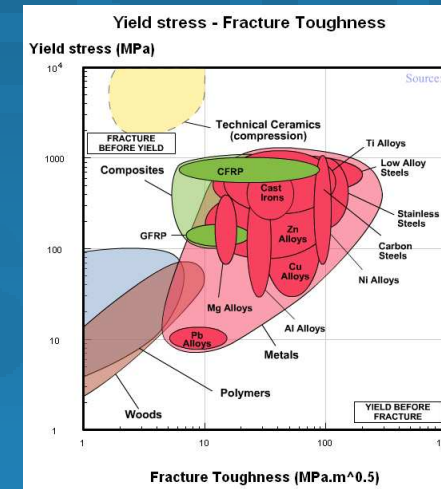 Yield stress - Fracture Toughness
Yield stress (MPa)
10^4
Source:
FRACTURE
BEFORE YIELD
Technical Ceramics
(compression)
Ti Alloys
1000
Composites
CFRP
Low Alloy
Steels
Cast
Irons
Stainless
Steels
GFRP
Zn
Alloys
Carbon
Steels
100
Cu
Alloys
Ni Alloys
Mg Alloys
Al Alloys
10
Pb
Alloys
Metals
Polymers
Woods
YIELD BEFORE
FRACTURE
1
1
10
100
Fracture Toughness (MPa.m^0.5)